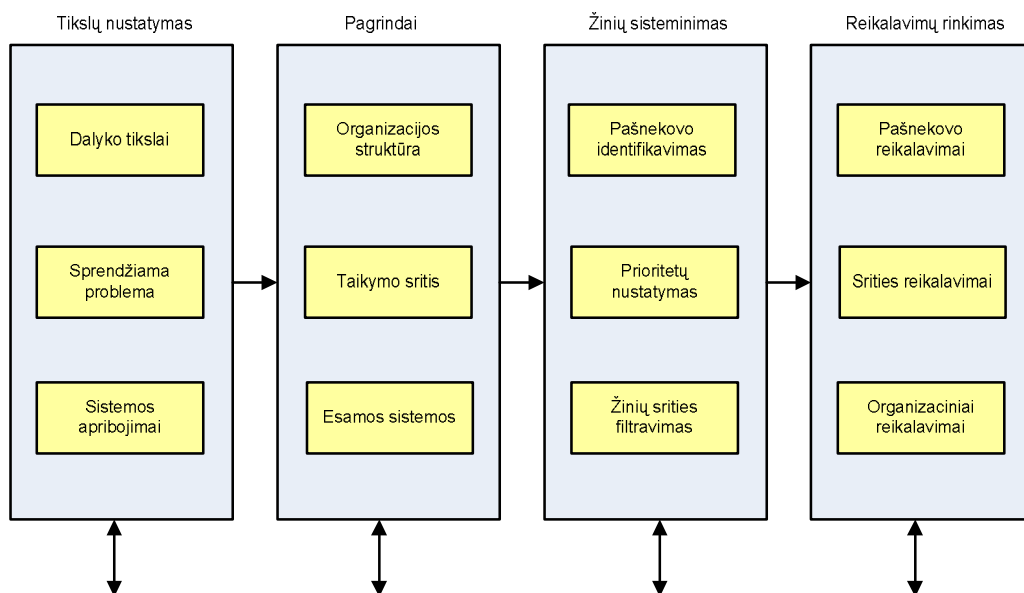 Tikslų nustatymas
Pagrindai
Žinių sisteminimas
Reikalavimų rinkimas
Dalyko tikslai
Organizacijos
struktūra
Pašnekovo
identifikavimas
Pašnekovo
reikalavimai
Sprendžiama
problema
Taikymo sritis
Prioritetų
nustatymas
Srities reikalavimai
Sistemos
apribojimai
Esamos sistemos
Žinių srities
filtravimas
Organizaciniai
reikalavimai